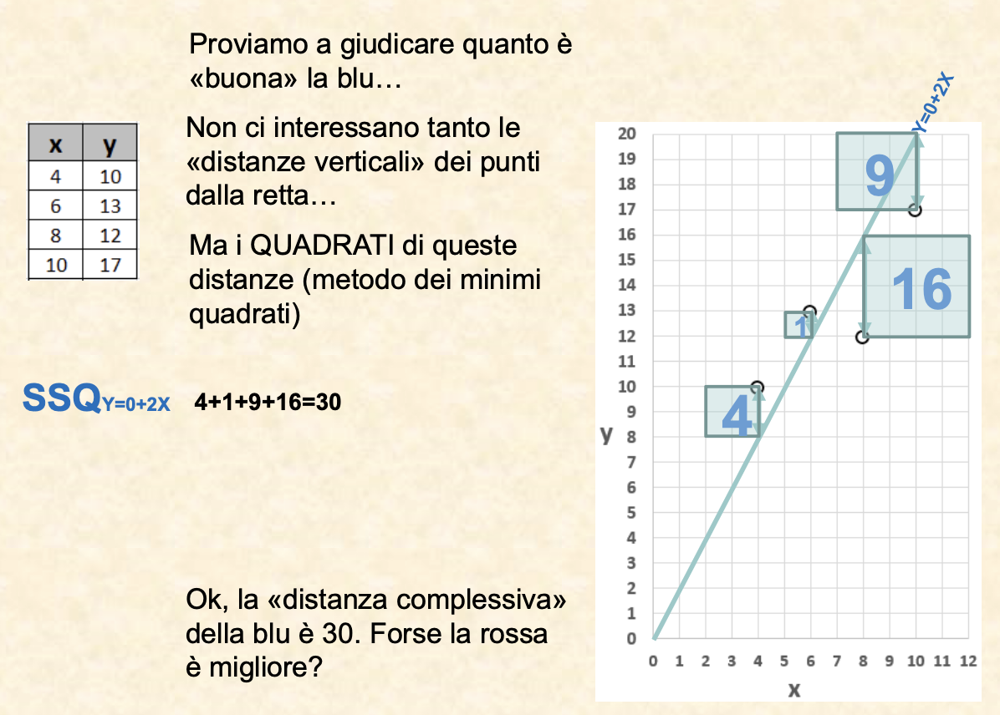 Proviamo a giudicare quanto è
«buona» la blu…
Non ci interessano tanto le
«distanze verticali» dei punti
dalla retta…
Ma i QUADRATI di queste
distanze (metodo dei minimi
quadrati)
x y
4 10
6 13
8 12
10 17
SSQY=0+2X 4+1+9+16=30
Ok, la «distanza complessiva»
della blu è 30. Forse la rossa
è migliore?
Y=0+2X
20
19
18
17
16
15
14
13
12
11
10
9
8
7
6
5
4
3
2
1
0
y
9
16
1
4
0 1 2 3 4 5 6 7 8 9 10 11 12
x